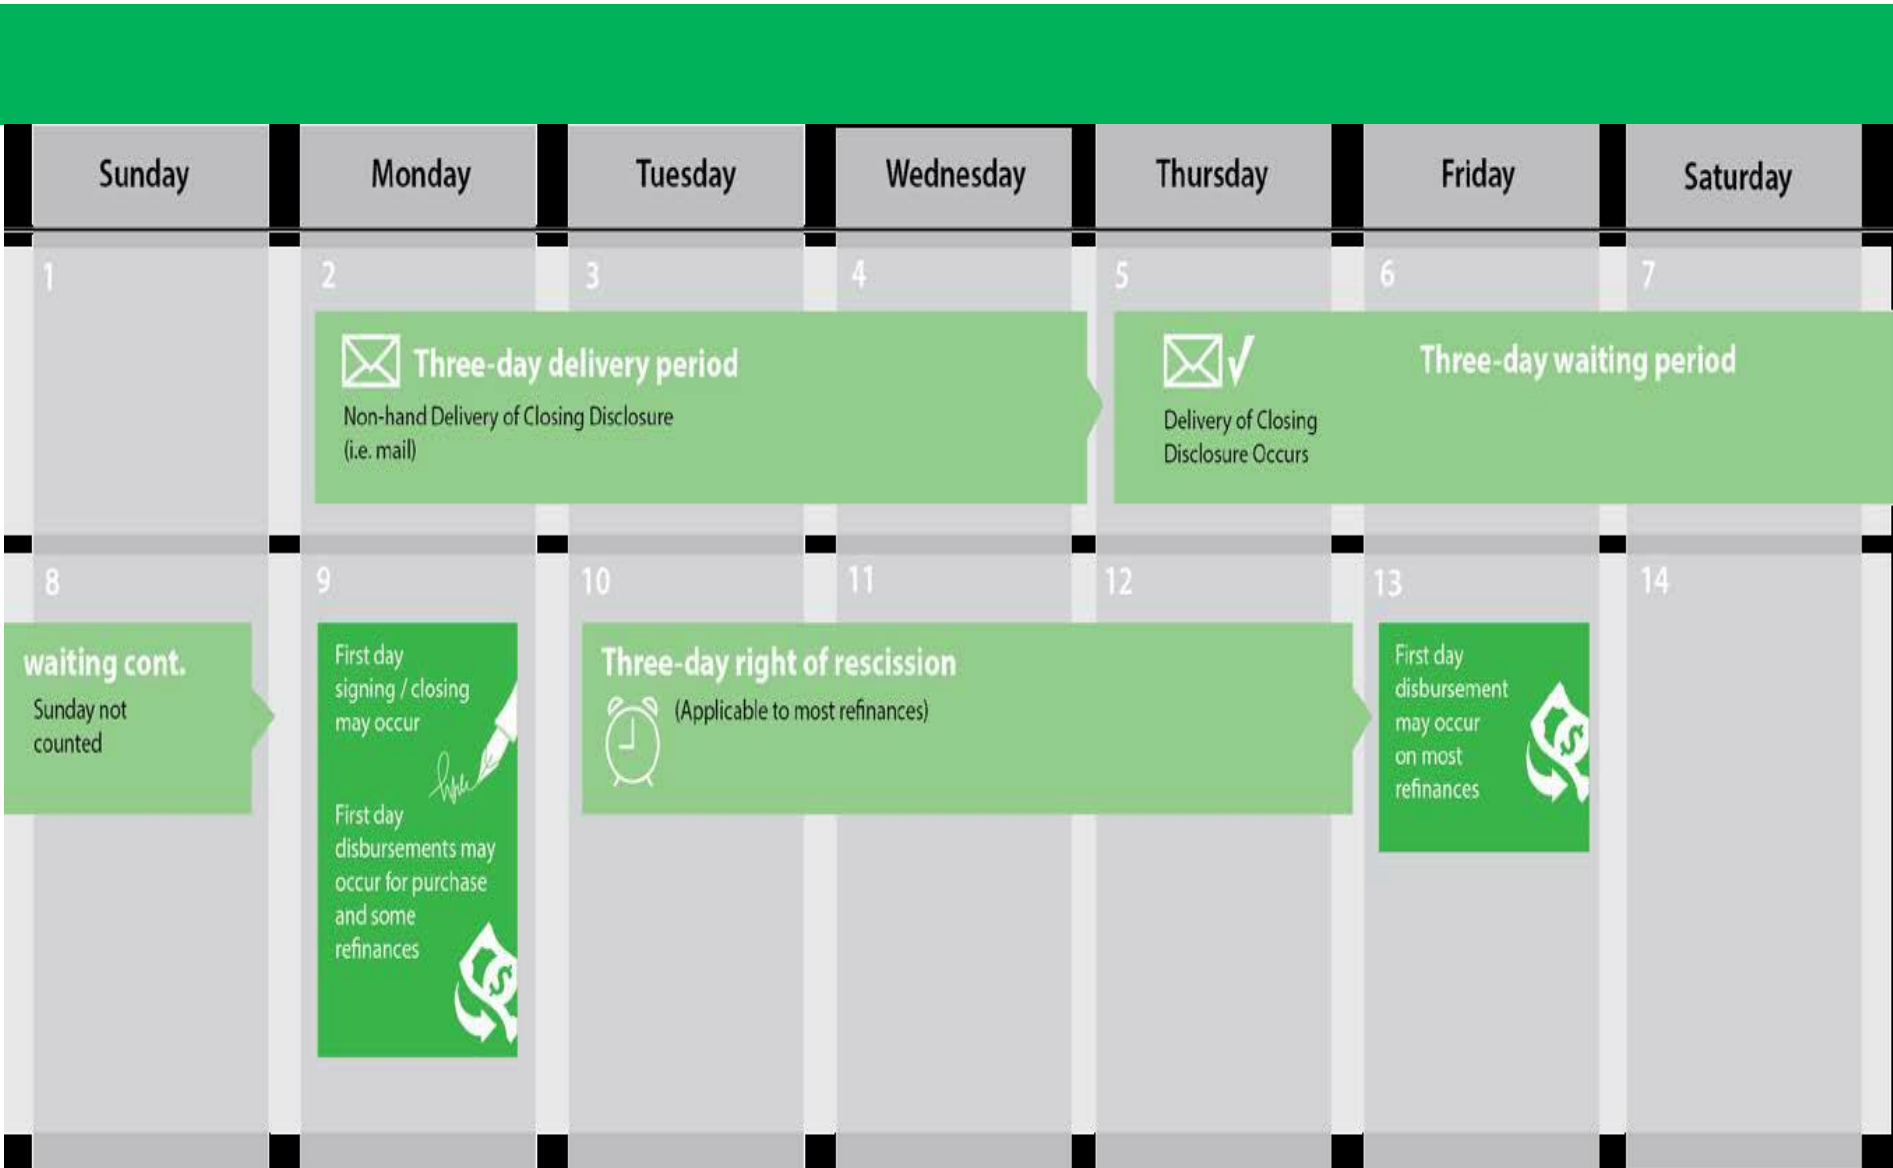 Sunday Monday Tuesday Wednesday Thursday Friday Saturday
1 2 3 4 5 6 7
Three-day delivery period
Non-hand Delivery of Closing Disclosure
(i.e. mail)
Three-day waiting period
Delivery of Closing
Disclosure Occurs
8 9 10 11 12 13 14
waiting cont.
Sunday not
counted
First day
signing / closing
may occur
First day
disbursements may
occur for purchase
and some
refinances
Three-day right of rescission
(Applicable to most refinances)
First day
disbursement
may occur
on most
refinances